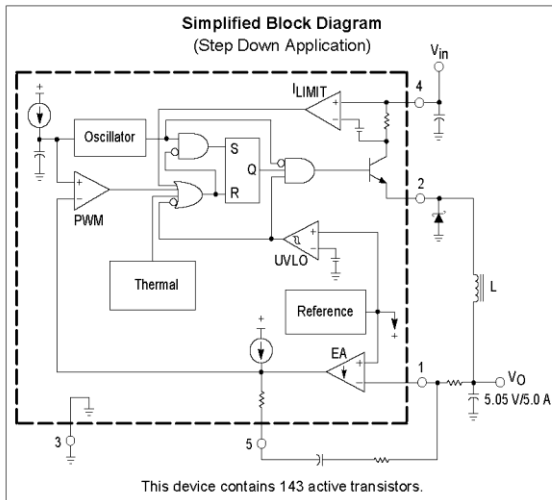 Simplified Block Diagram
(Step Down Application)
Vin
4
ILIMIT
+
−
+
Oscillator
S
Q
R
+
−
PWM
2
Thermal
UVLO
+
−
L
Reference
+
+
EA
+
−
1
VO
5.05 V/5.0 A
3
5
This device contains 143 active transistors.